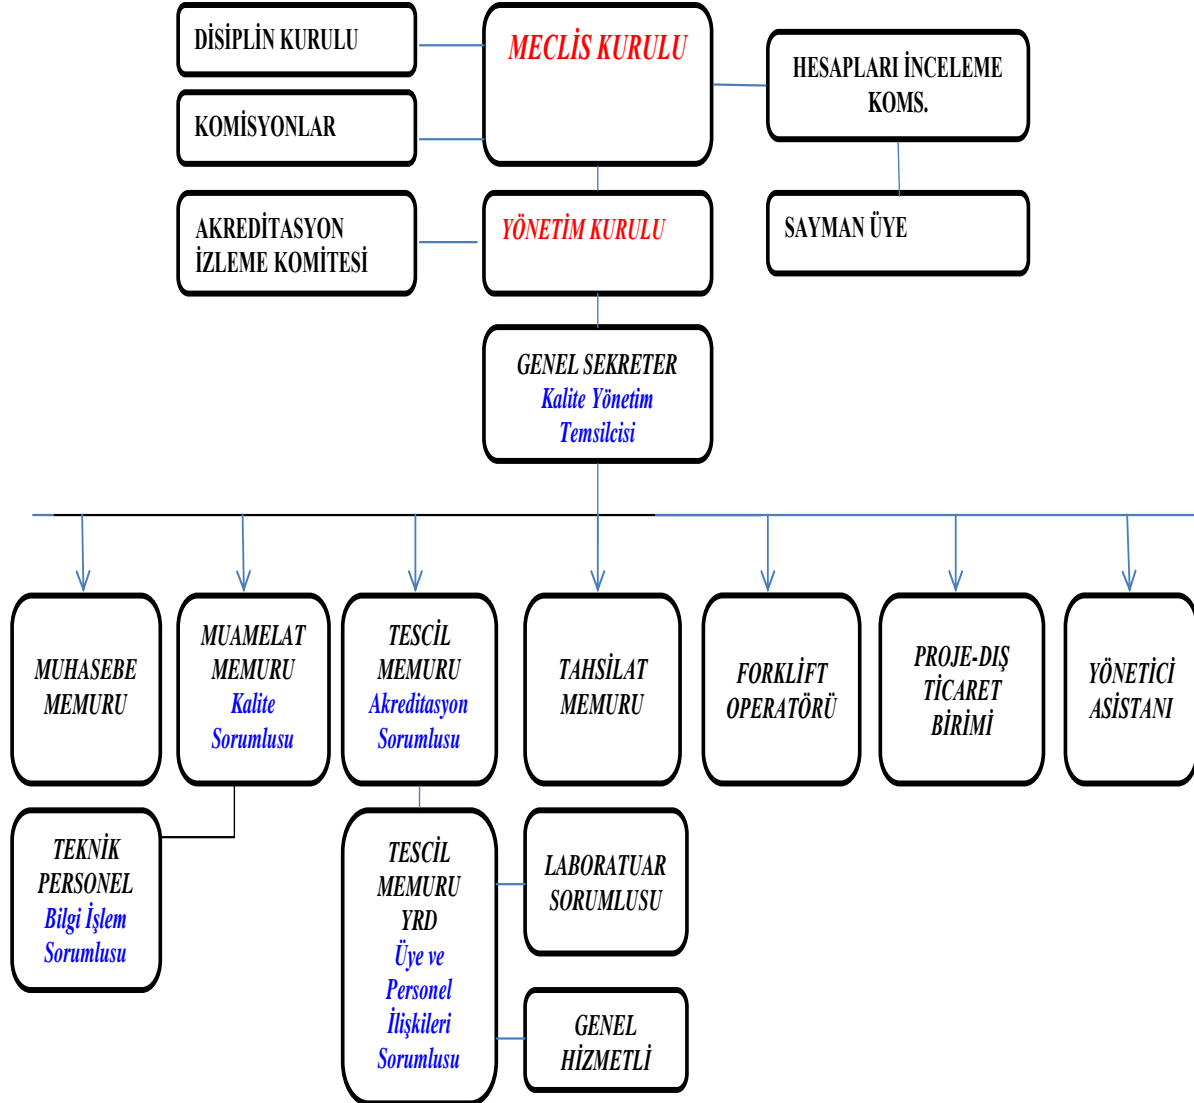 DİSİPLİN KURULU
MECLİS KURULU
HESAPLARI İNCELEME
KOMS.
KOMİSYONLAR
AKREDİTASYON
İZLEME KOMİTESİ
YÖNETİM KURULU
SAYMAN ÜYE
GENEL SEKRETER
Kalite Yönetim
Temsilcisi
MUHASEBE
MEMURU
MUAMELAT
MEMURU
Kalite
Sorumlusu
TESCİL
MEMURU
Akreditasyon
Sorumlusu
TAHSİLAT
MEMURU
FORKLİFT
OPERATÖRÜ
PROJE-DIŞ
TİCARET
BİRİMİ
YÖNETİCİ
ASİSTANI
TEKNİK
PERSONEL
Bilgi İşlem
Sorumlusu
TESCİL
MEMURU
YRD
Üye ve
Personel
İlişkileri
Sorumlusu
LABORATUAR
SORUMLUSU
GENEL
HİZMETLİ